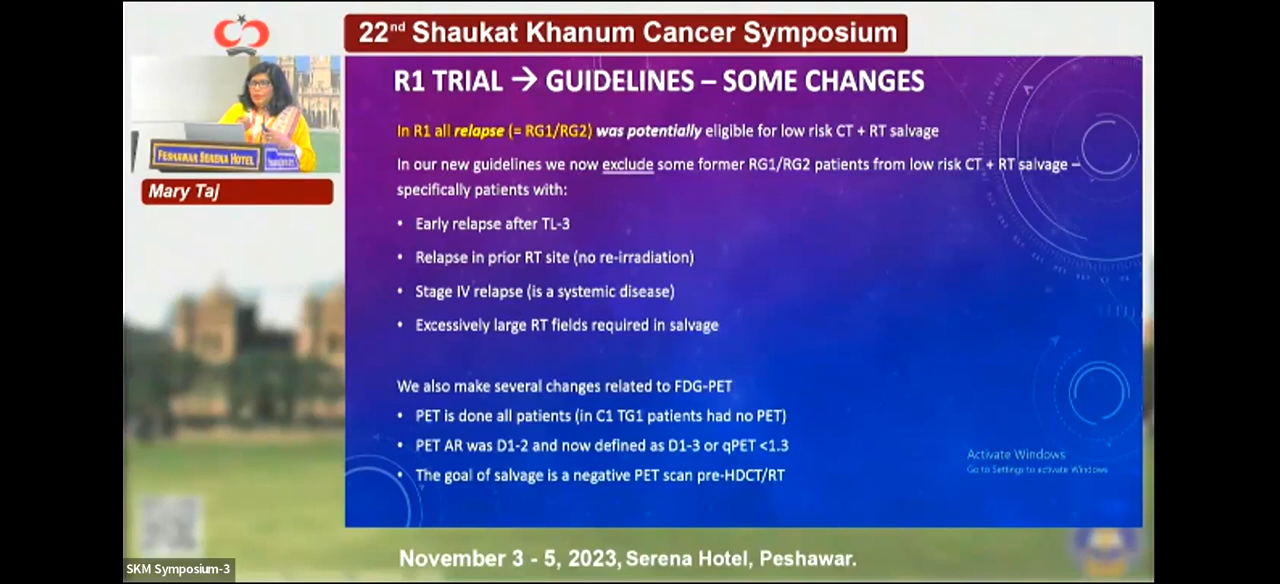 22nd Shaukat Khanum Cancer Symposium
R1 TRIAL → GUIDELINES – SOME CHANGES
In R1 all relapse (= RG1/RG2) was potentially eligible for low risk CT + RT salvage
In our new guidelines we now exclude some former RG1/RG2 patients from low risk CT + RT salvage –
specifically patients with:
• Early relapse after TL-3
• Relapse in prior RT site (no re-irradiation)
• Stage IV relapse (is a systemic disease)
• Excessively large RT fields required in salvage
We also make several changes related to FDG-PET
• PET is done all patients (in C1 TG1 patients had no PET)
• PET AR was D1-2 and now defined as D1-3 or qPET <1.3
• The goal of salvage is a negative PET scan pre-HDCT/RT
Activate Windows
Go to Settings to activate Windows
PESHAWAR SERENA HOTEL
Mary Taj
November 3 - 5, 2023, Serena Hotel, Peshawar.
SKM Symposium-3